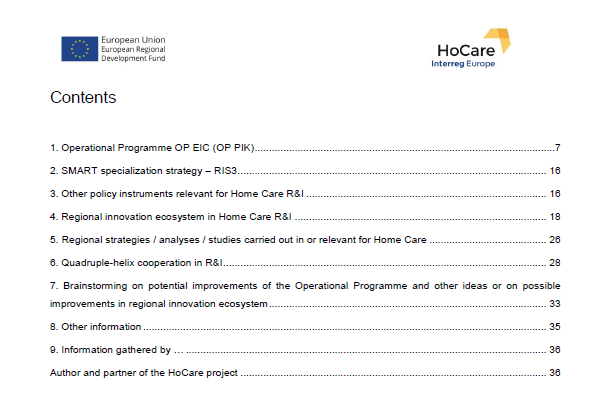 European Union
European Regional
Development Fund
HoCare
Interreg Europe
Contents
1. Operational Programme OP EIC (OP PIK)....................................................................................................7
2. SMART specialization strategy – RIS3.......................................................................................................... 16
3. Other policy instruments relevant for Home Care R&I .................................................................................. 16
4. Regional innovation ecosystem in Home Care R&I ...................................................................................... 18
5. Regional strategies / analyses / studies carried out in or relevant for Home Care ........................................ 26
6. Quadruple-helix cooperation in R&I............................................................................................................... 28
7. Brainstorming on potential improvements of the Operational Programme and other ideas or on possible
improvements in regional innovation ecosystem................................................................................................ 33
8. Other information ........................................................................................................................................... 35
9. Information gathered by … ............................................................................................................................ 36
Author and partner of the HoCare project .......................................................................................................... 36